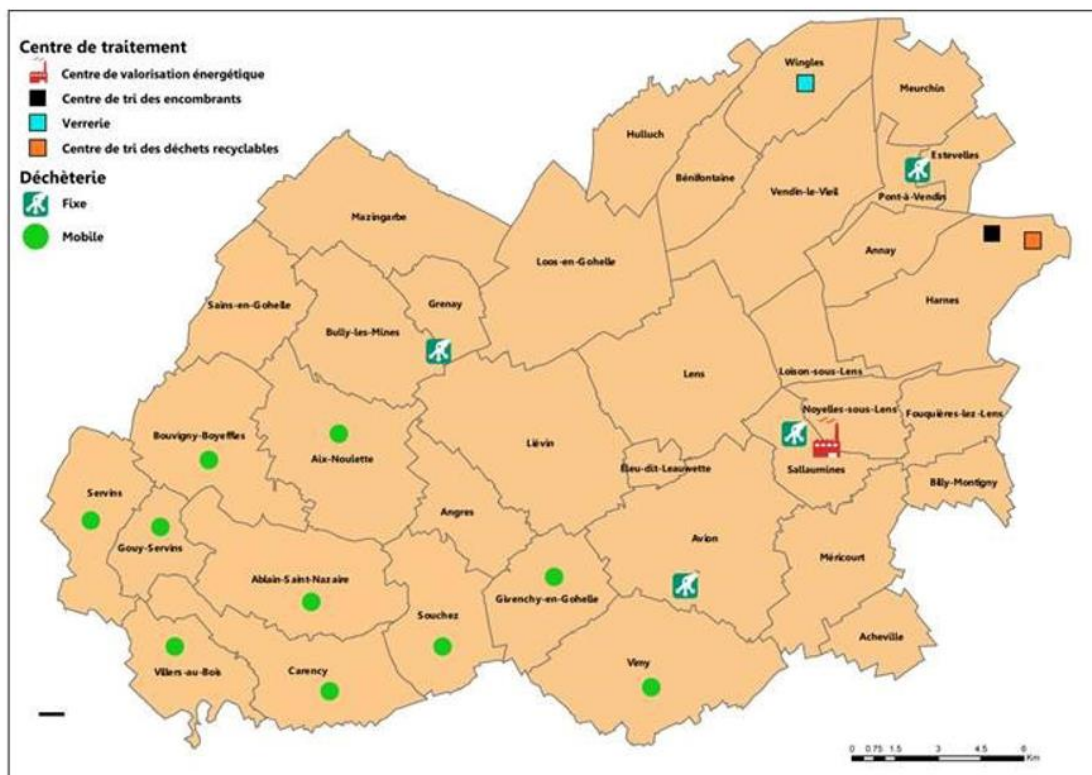 Centre de traitement
Centre de valorisation énergétique
Centre de tri des encombrants
Verrerie
Centre de tri des déchets recyclables
Déchèterie
Fixe
Mobile
Wingles
Meurchin
Hulluch
Estevelles
Bénifontaine
Vendin-le-Vieil
Pont-à-Vendin
Mazingarbe
Annay
Loos-en-Gohelle
Harnes
Sains-en-Gohelle
Grenay
Bully-les-Mines
Lens
Loison-sous-Lens
Noyelles-sous-Lens
Fouquières-lez-Lens
Bouvigny-Boyeffles
Liévin
Aix-Noulette
Éleu-dit-Leauwette
Sallaumines
Billy-Montigny
Servins
Angres
Gouy-Servins
Avion
Méricourt
Ablain-Saint-Nazaire
Givenchy-en-Gohelle
Souchez
Acheville
Villers-au-Bois
Carency
Vimy
0 0.75 1.5 3 4.5 6
Km